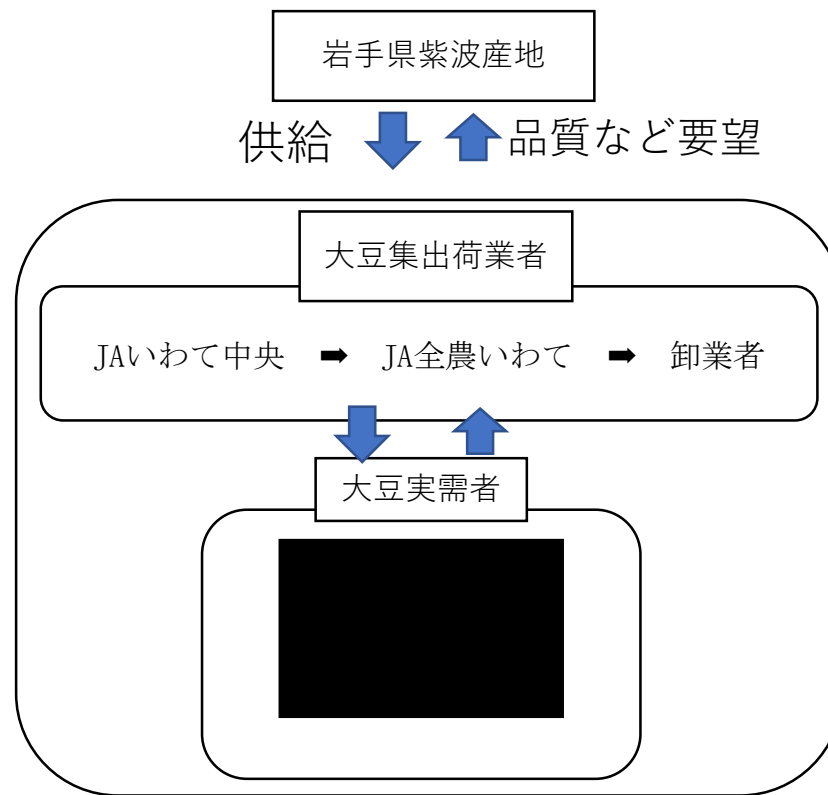 岩手県紫波産地
供給
品質など要望
大豆集出荷業者
JAいわて中央 ➡ JA全農いわて ➡ 卸業者
大豆実需者